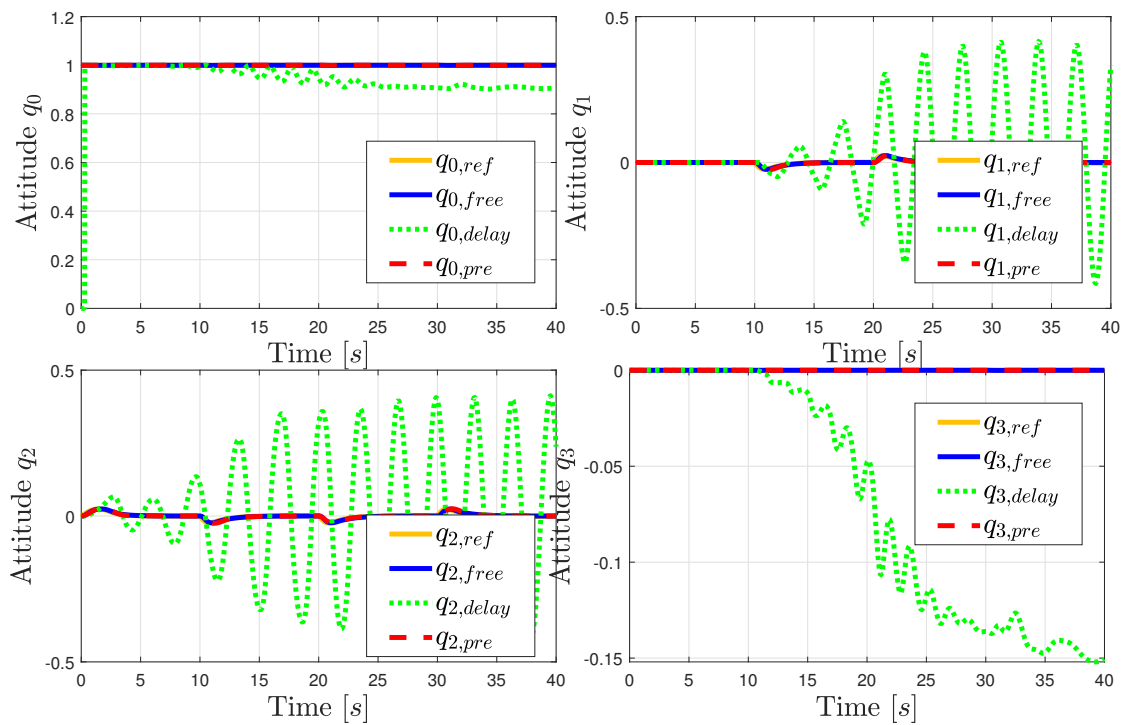 1.2
1
0.8
0.6
0.4
0.2
0
0 5 10 15 20 25 30 35 40
Attitude q0
Time [s]
q0,ref
q0,free
q0,delay
q0,pre
0.5
0
-0.5
0 5 10 15 20 25 30 35 40
Attitude q1
Time [s]
q1,ref
q1,free
q1,delay
q1,pre
0.5
0
-0.5
0 5 10 15 20 25 30 35 40
Attitude q2
Time [s]
q2,ref
q2,free
q2,delay
q2,pre
0
-0.05
-0.1
-0.15
0 5 10 15 20 25 30 35 40
Attitude q3
Time [s]
q3,ref
q3,free
q3,delay
q3,pre